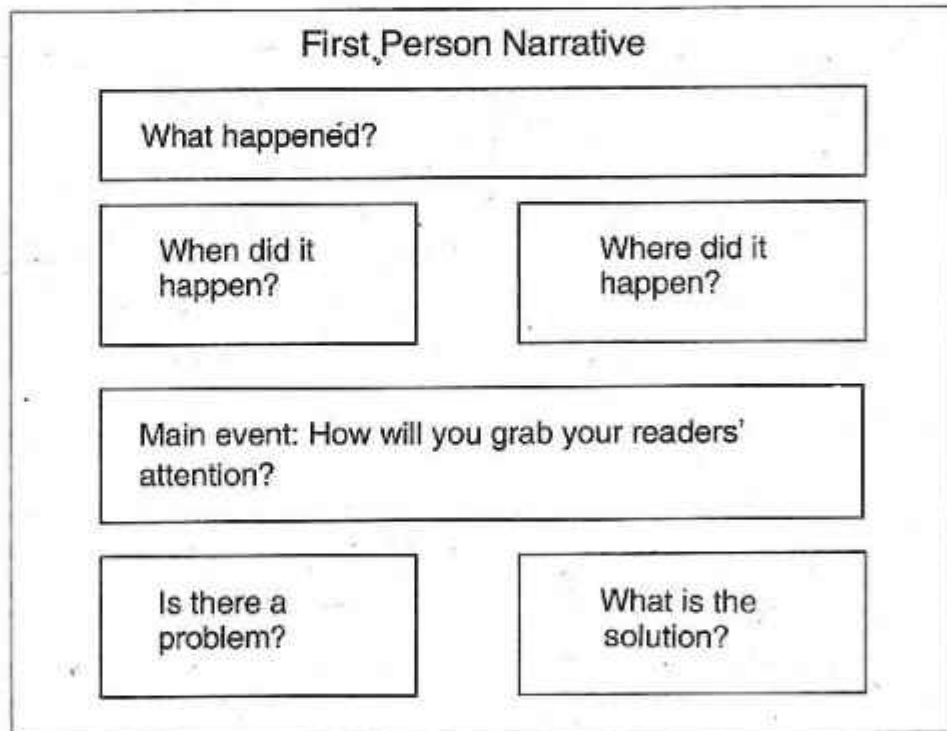 First Person Narrative
What happened?
When did it
happen?
Where did it
happen?
Main event: How will you grab your readers'
attention?
Is there a
problem?
What is the
solution?